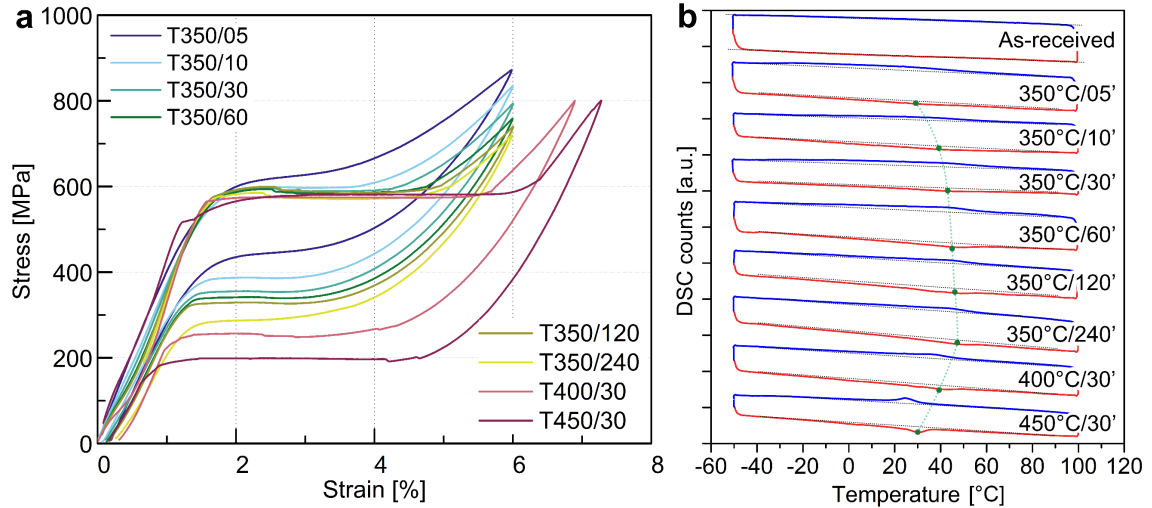 a
1000
800
600
400
200
0
Stress [MPa]
T350/05
T350/10
T350/30
T350/60
T350/120
T350/240
T400/30
T450/30
0
2
4
6
8
Strain [%]
b
DSC counts [a.u.]
As-received
350°C/05’
350°C/10’
350°C/30’
350°C/60’
350°C/120’
350°C/240’
400°C/30’
450°C/30’
-60 -40 -20 0 20 40 60 80 100 120
Temperature [°C]